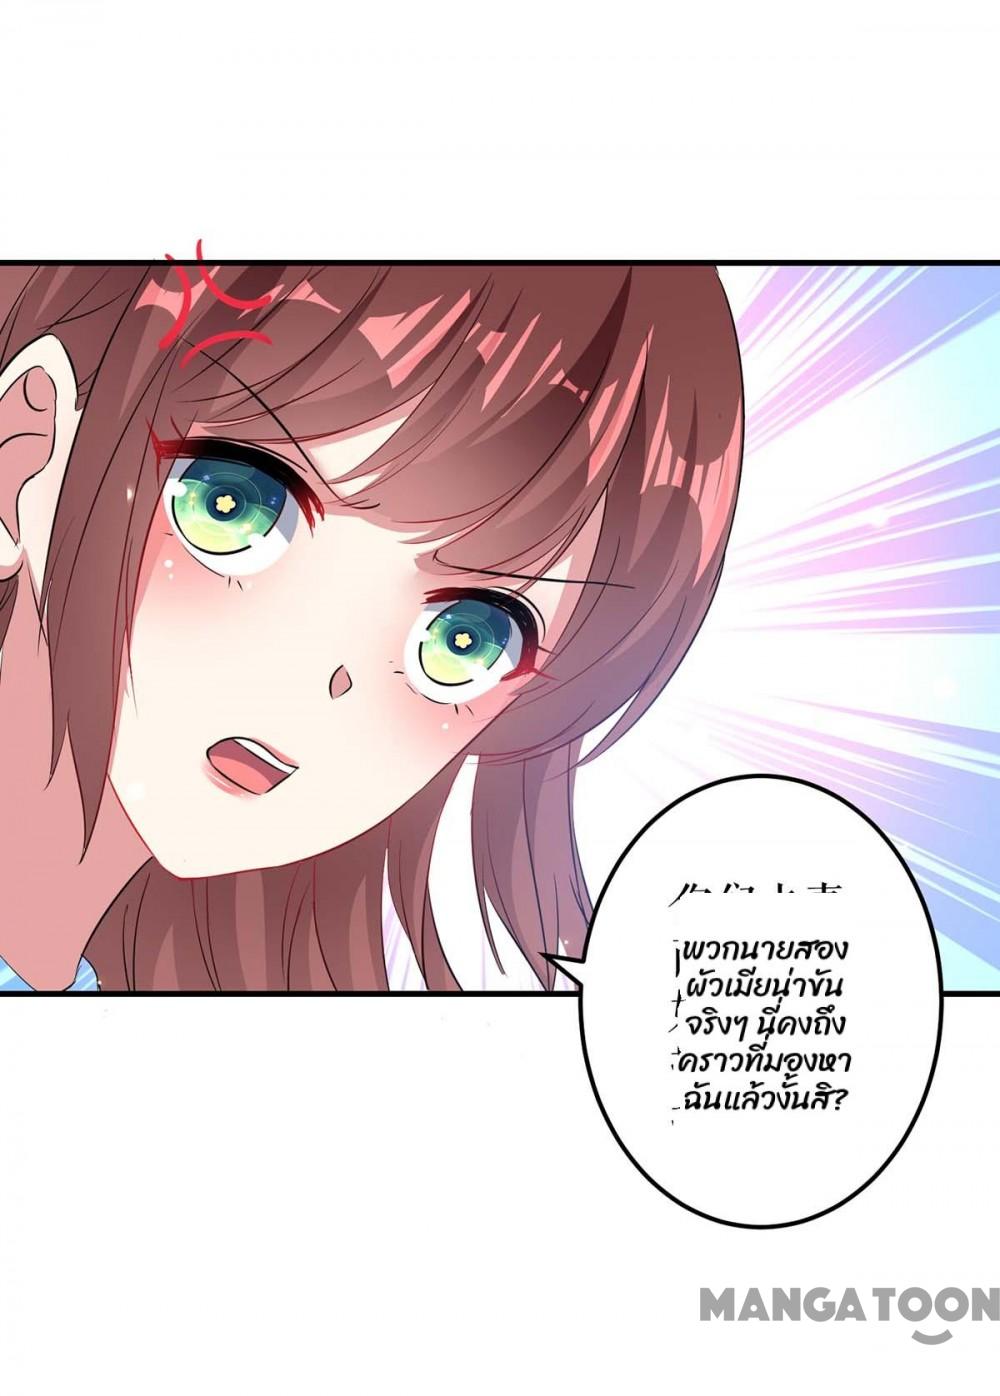 พวกนายสอง
ผัวเมียน่าขัน
จริงๆ นี่คงถึง
คราวที่มองหา
ฉันแล้วงั้นสิ?
MANGATOON